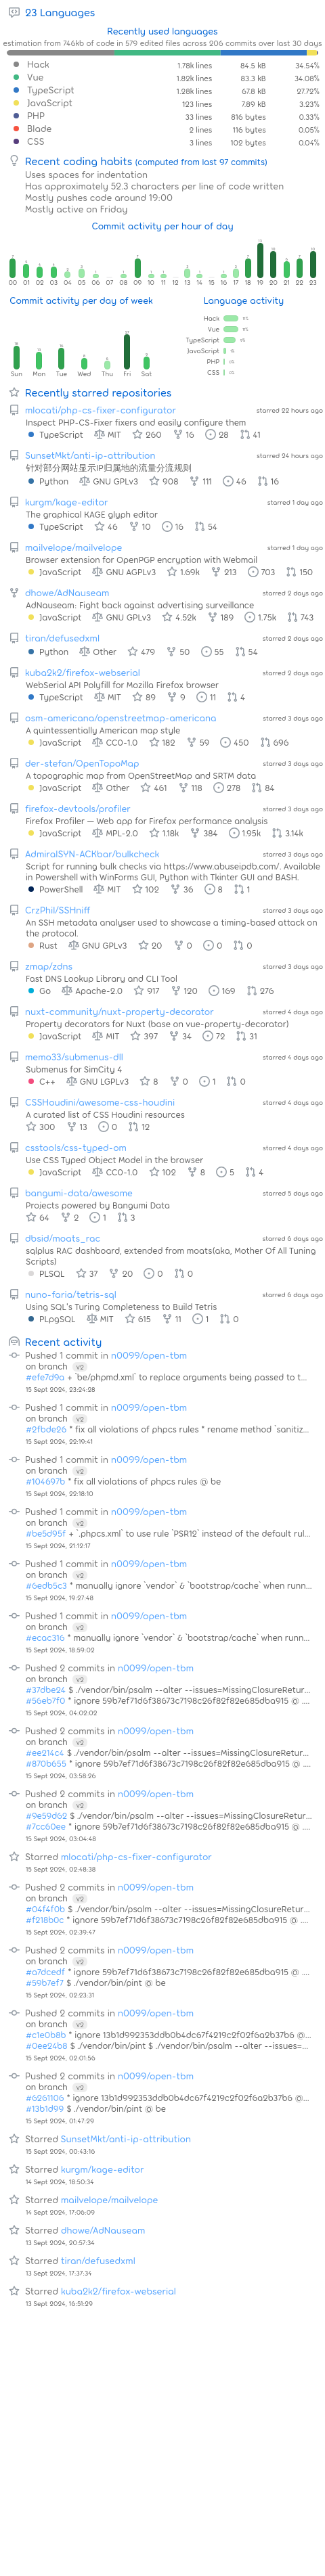 23 Languages
Recently used languages
estimation from 746kb of code in 579 edited files across 206 commits over last 30 days
Hack 1.78k lines 84.5 kB 34.54%
Vue 1.82k lines 83.3 kB 34.08%
TypeScript 1.28k lines 67.8 kB 27.72%
JavaScript 123 lines 7.89 kB 3.23%
PHP 33 lines 816 bytes 0.33%
Blade 2 lines 116 bytes 0.05%
CSS 3 lines 102 bytes 0.04%
Recent coding habits (computed from last 97 commits)
Uses spaces for indentation
Has approximately 52.3 characters per line of code written
Mostly pushes code around 19:00
Mostly active on Friday
Commit activity per hour of day
00 01 02 03 04 05 06 07 08 09 10 11 12 13 14 15 16 17 18 19 20 21 22 23
Commit activity per day of week
Language activity
Sun Mon Tue Wed Thu Fri Sat
Hack
Vue
TypeScript
JavaScript
PHP
CSS
Recently starred repositories
mlocati/php-cs-fixer-configurator starred 22 hours ago
Inspect PHP-CS-Fixer fixers and easily configure them
TypeScript MIT 260 16 28 41
SunsetMkt/anti-ip-attribution starred 24 hours ago
针对部分网站显示IP归属地的流量分流规则
Python GNU GPLv3 908 111 46 16
kurgm/kage-editor starred 1 day ago
The graphical KAGE glyph editor
TypeScript 46 10 16 54
mailvelope/mailvelope starred 1 day ago
Browser extension for OpenPGP encryption with Webmail
JavaScript GNU AGPLv3 1.69k 213 703 150
dhowe/AdNauseam starred 2 days ago
AdNauseam: Fight back against advertising surveillance
JavaScript GNU GPLv3 4.52k 189 1.75k 743
tiran/defusedxml starred 2 days ago
Python Other 479 50 55 54
kuba2k2/firefox-webserial starred 2 days ago
WebSerial API Polyfill for Mozilla Firefox browser
TypeScript MIT 89 9 11 4
osm-americana/openstreetmap-americana starred 3 days ago
A quintessentially American map style
JavaScript CC0-1.0 182 59 450 696
der-stefan/OpenTopoMap starred 3 days ago
A topographic map from OpenStreetMap and SRTM data
JavaScript Other 461 118 278 84
firefox-devtools/profiler starred 3 days ago
Firefox Profiler — Web app for Firefox performance analysis
JavaScript MPL-2.0 1.18k 384 1.95k 3.14k
AdmiralSYN-ACKbar/bulkcheck starred 3 days ago
Script for running bulk checks via https://www.abuseipdb.com/. Available
in Powershell with WinForms GUI, Python with Tkinter GUI and BASH.
PowerShell MIT 102 36 8 1
CrzPhil/SSHniff starred 3 days ago
An SSH metadata analyser used to showcase a timing-based attack on
the protocol.
Rust GNU GPLv3 20 0 0 0
zmap/zdns starred 3 days ago
Fast DNS Lookup Library and CLI Tool
Go Apache-2.0 917 120 169 276
nuxt-community/nuxt-property-decorator starred 4 days ago
Property decorators for Nuxt (base on vue-property-decorator)
JavaScript MIT 397 34 72 31
memo33/submenus-dll starred 4 days ago
Submenus for SimCity 4
C++ GNU LGPLv3 8 0 1 0
CSSHoudini/awesome-css-houdini starred 4 days ago
A curated list of CSS Houdini resources
300 13 0 12
csstools/css-typed-om starred 4 days ago
Use CSS Typed Object Model in the browser
JavaScript CC0-1.0 102 8 5 4
bangumi-data/awesome starred 5 days ago
Projects powered by Bangumi Data
64 2 1 3
dbsid/moats_rac starred 6 days ago
sqlplus RAC dashboard, extended from moats(aka, Mother Of All Tuning
Scripts)
PLSQL 37 20 0 0
nuno-faria/tetris-sql starred 6 days ago
Using SQL's Turing Completeness to Build Tetris
PLpgSQL MIT 615 11 1 0
Recent activity
Pushed 1 commit in n0099/open-tbm
on branch v2
#efe7d9a + `be/phpmd.xml` to replace arguments being passed to t...
15 Sept 2024, 23:24:28
Pushed 1 commit in n0099/open-tbm
on branch v2
#2fbde26 * fix all violations of phpcs rules * rename method `sanitiz...
15 Sept 2024, 22:19:41
Pushed 1 commit in n0099/open-tbm
on branch v2
#104697b * fix all violations of phpcs rules @ be
15 Sept 2024, 22:18:10
Pushed 1 commit in n0099/open-tbm
on branch v2
#be5d95f + `.phpcs.xml` to use rule `PSR12` instead of the default rul...
15 Sept 2024, 21:12:17
Pushed 1 commit in n0099/open-tbm
on branch v2
#6edb5c3 * manually ignore `vendor` & `bootstrap/cache` when runn...
15 Sept 2024, 19:27:48
Pushed 1 commit in n0099/open-tbm
on branch v2
#ecac316 * manually ignore `vendor` & `bootstrap/cache` when runn...
15 Sept 2024, 18:59:02
Pushed 2 commits in n0099/open-tbm
on branch v2
#37dbe24 $ ./vendor/bin/psalm --alter --issues=MissingClosureRetur...
#56eb7f0 * ignore 59b7ef71d6f38673c7198c26f82f82e685dba915 @ ....
15 Sept 2024, 04:02:02
Pushed 2 commits in n0099/open-tbm
on branch v2
#ee214c4 $ ./vendor/bin/psalm --alter --issues=MissingClosureRetur...
#870b655 * ignore 59b7ef71d6f38673c7198c26f82f82e685dba915 @ ....
15 Sept 2024, 03:58:26
Pushed 2 commits in n0099/open-tbm
on branch v2
#9e59d62 $ ./vendor/bin/psalm --alter --issues=MissingClosureRetur...
#7cc60ee * ignore 59b7ef71d6f38673c7198c26f82f82e685dba915 @ ....
15 Sept 2024, 03:04:48
Starred mlocati/php-cs-fixer-configurator
15 Sept 2024, 02:48:38
Pushed 2 commits in n0099/open-tbm
on branch v2
#04f4f0b $ ./vendor/bin/psalm --alter --issues=MissingClosureRetur...
#f218b0c * ignore 59b7ef71d6f38673c7198c26f82f82e685dba915 @ ....
15 Sept 2024, 02:39:47
Pushed 2 commits in n0099/open-tbm
on branch v2
#a7dcedf * ignore 59b7ef71d6f38673c7198c26f82f82e685dba915 @ ....
#59b7ef7 $ ./vendor/bin/pint @ be
15 Sept 2024, 02:23:31
Pushed 2 commits in n0099/open-tbm
on branch v2
#c1e0b8b * ignore 13b1d992353ddb0b4dc67f4219c2f02f6a2b37b6 @...
#0ee24b8 $ ./vendor/bin/pint $ ./vendor/bin/psalm --alter --issues=...
15 Sept 2024, 02:01:56
Pushed 2 commits in n0099/open-tbm
on branch v2
#6261106 * ignore 13b1d992353ddb0b4dc67f4219c2f02f6a2b37b6 @...
#13b1d99 $ ./vendor/bin/pint @ be
15 Sept 2024, 01:47:29
Starred SunsetMkt/anti-ip-attribution
15 Sept 2024, 00:43:16
Starred kurgm/kage-editor
14 Sept 2024, 18:50:34
Starred mailvelope/mailvelope
14 Sept 2024, 17:06:09
Starred dhowe/AdNauseam
13 Sept 2024, 20:57:34
Starred tiran/defusedxml
13 Sept 2024, 17:37:34
Starred kuba2k2/firefox-webserial
13 Sept 2024, 16:51:29